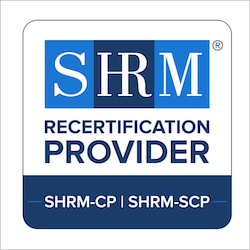 SHRM®
RECERTIFICATION
PROVIDER
SHRM-CP | SHRM-SCP